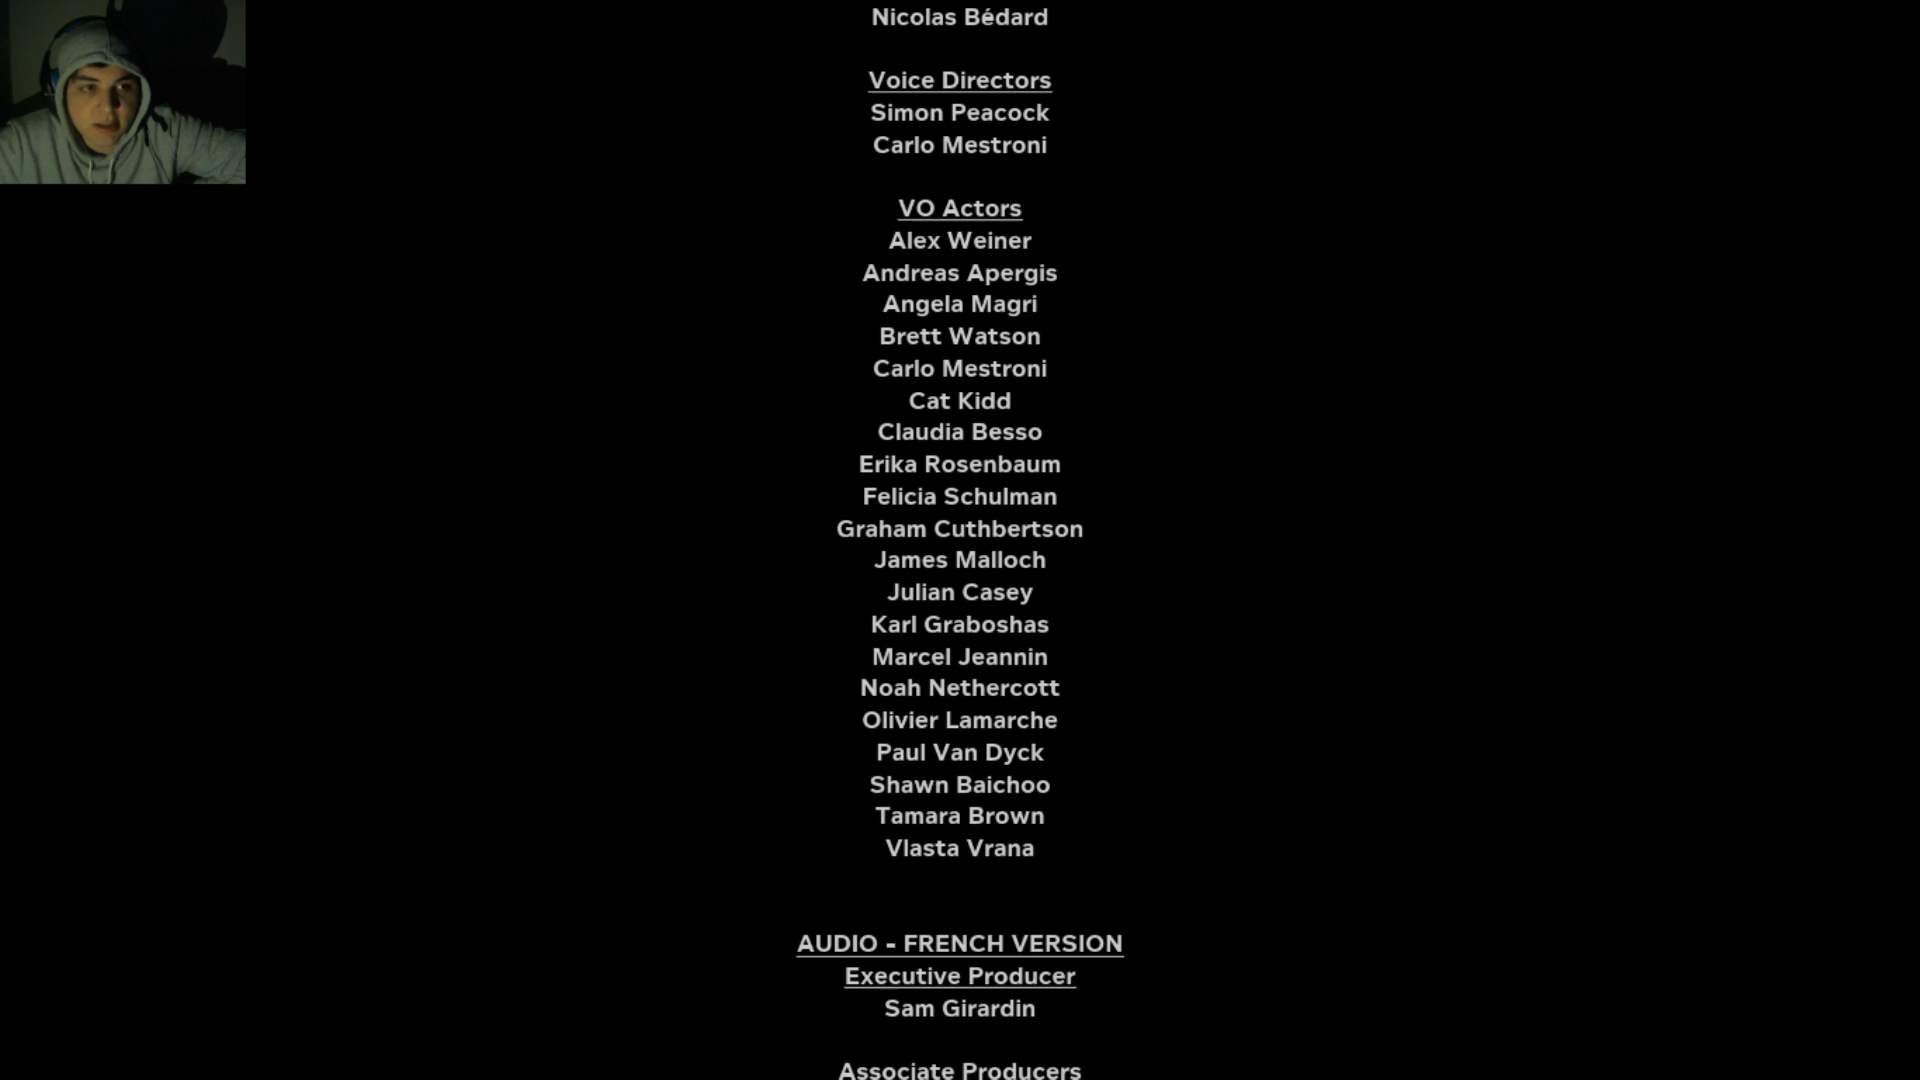 Nicolas Bédard
Voice Directors
Simon Peacock
Carlo Mestroni
VO Actors
Alex Weiner
Andreas Apergis
Angela Magri
Brett Watson
Carlo Mestroni
Cat Kidd
Claudia Besso
Erika Rosenbaum
Felicia Schulman
Graham Cuthbertson
James Malloch
Julian Casey
Karl Graboshas
Marcel Jeannin
Noah Nethercott
Olivier Lamarche
Paul Van Dyck
Shawn Baichoo
Tamara Brown
Vlasta Vrana
AUDIO - FRENCH VERSION
Executive Producer
Sam Girardin
Associate Producers